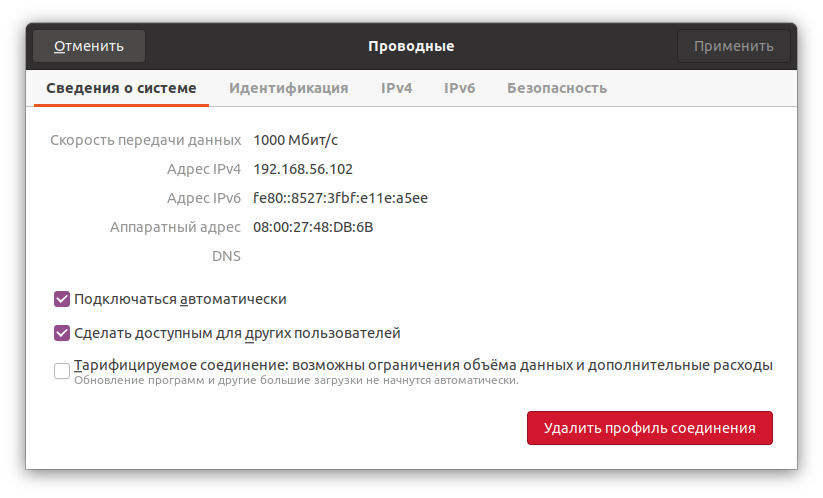 Отменить
Проводные
Применить
Сведения о системе
Идентификация
IPv4
IPv6
Безопасность
Скорость передачи данных 1000 Мбит/с
Адрес IPv4 192.168.56.102
Адрес IPv6 fe80::8527:3fbf:e11e:a5ee
Аппаратный адрес 08:00:27:48:DB:6B
DNS
Подключаться автоматически
Сделать доступным для других пользователей
Тарифицируемое соединение: возможны ограничения объёма данных и дополнительные расходы
Обновление программ и другие большие загрузки не начнутся автоматически.
Удалить профиль соединения